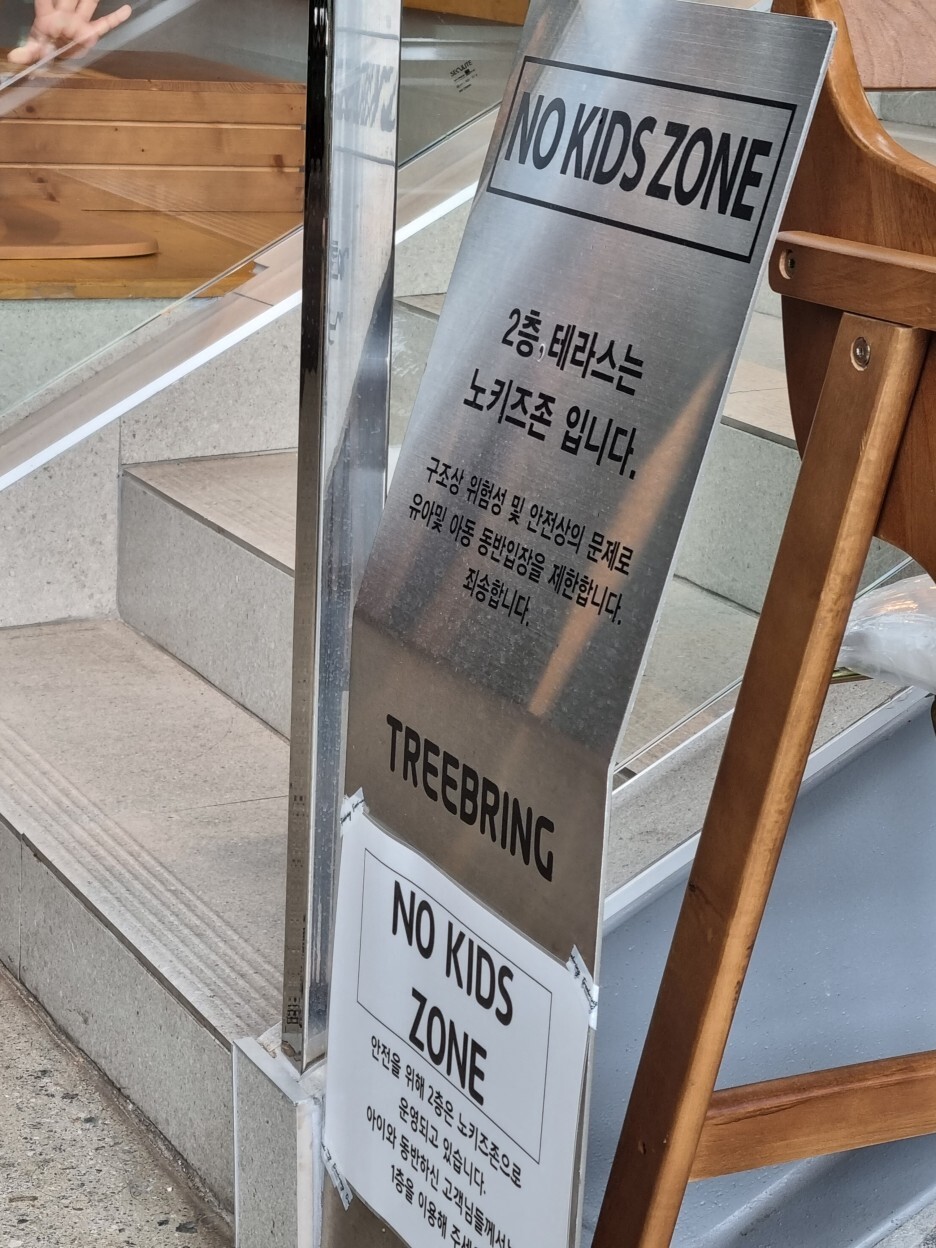 NO KIDS ZONE
2층, 테라스는
노키즈존 입니다.
구조상 위험성 및 안전상의 문제로
유아및 아동 동반입장을 제한합니다.
죄송합니다.
TREEBRING
NO KIDS
ZONE
안전을 위해 2층은 노키즈존으로
운영되고 있습니다.
아이와 동반하신 고객님들께서는
1층을 이용해